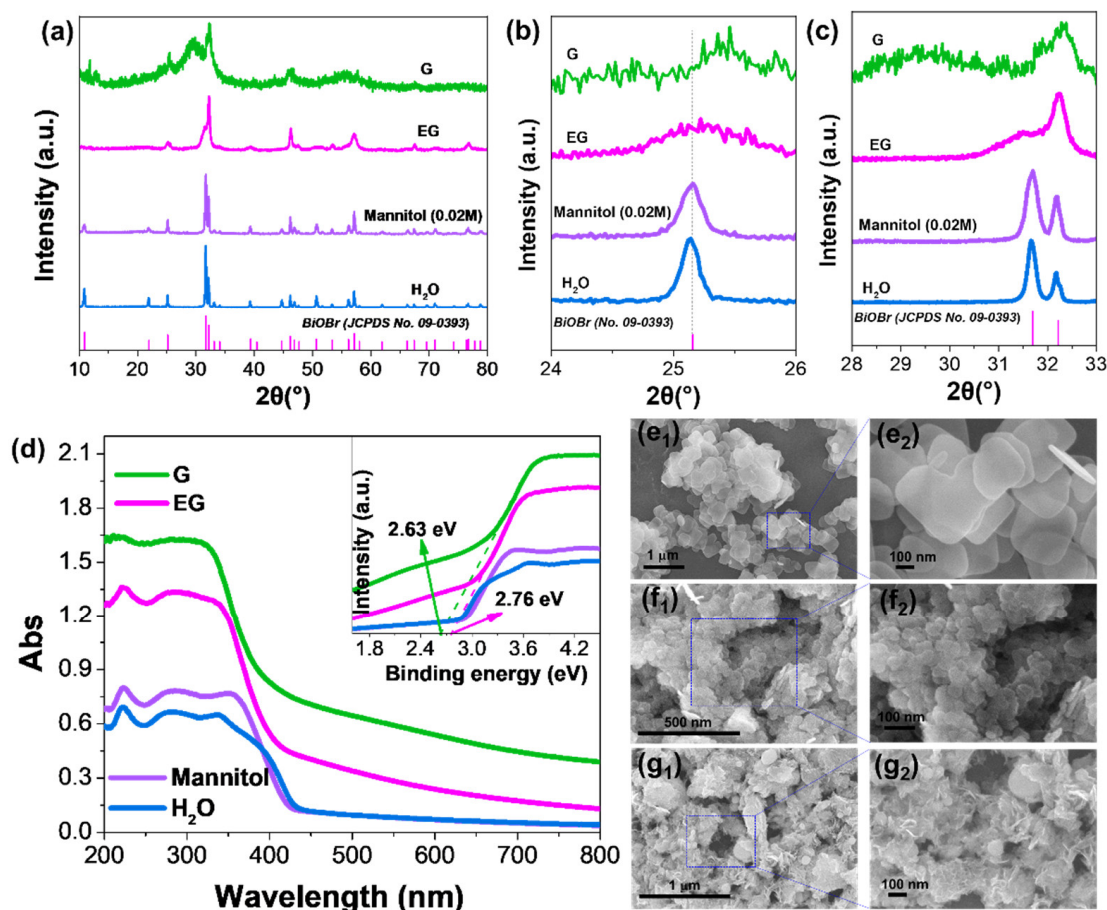 (a)
G
EG
Mannitol (0.02M)
H₂O
BiOBr (JCPDS No. 09-0393)
10 20 30 40 50 60 70 80
2θ(°)
Intensity (a.u.)
(b)
G
EG
Mannitol (0.02M)
H₂O
BiOBr (No. 09-0393)
24 25 26
2θ(°)
Intensity (a.u.)
(c)
G
EG
Mannitol (0.02M)
H₂O
BiOBr (JCPDS No. 09-0393)
28 29 30 31 32 33
2θ(°)
Intensity (a.u.)
(d)
2.1
1.8
1.5
1.2
0.9
0.6
0.3
0.0
Abs
G
EG
Mannitol
H₂O
200 300 400 500 600 700 800
Wavelength (nm)
Intensity (a.u.)
2.63 eV
2.76 eV
1.6 2.4 3.0 3.6 4.2
Binding energy (eV)
(e₁)
1 μm
(e₂)
100 nm
(f₁)
500 nm
(f₂)
100 nm
(g₁)
1 μm
(g₂)
100 nm